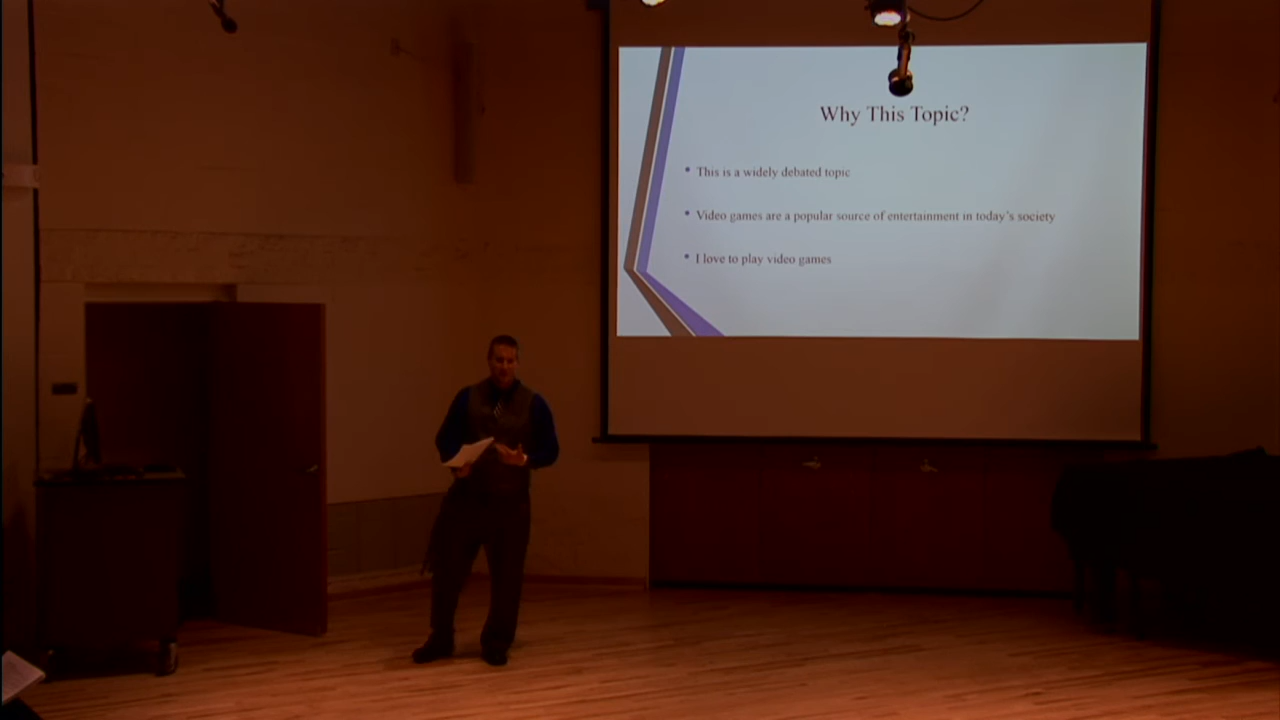 Why This Topic?
• This is a widely debated topic
• Video games are a popular source of entertainment in today's society
• I love to play video games